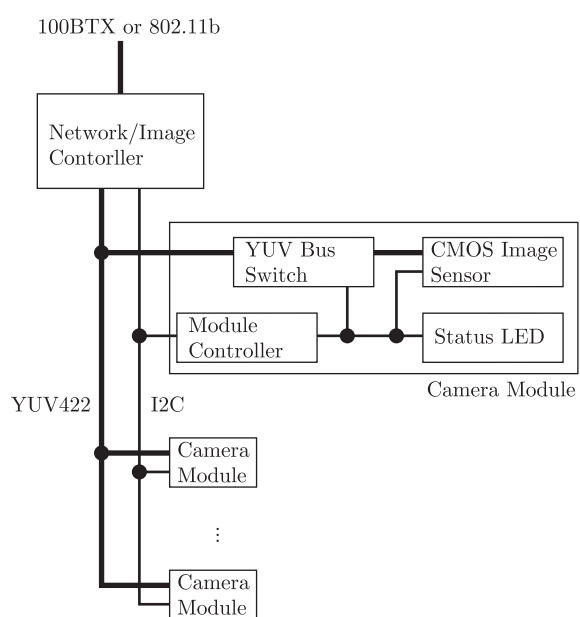 100BTX or 802.11b
Network/Image
Contorller
YUV Bus
Switch
CMOS Image
Sensor
Module
Controller
Status LED
Camera Module
YUV422
I2C
Camera
Module
⋮
Camera
Module